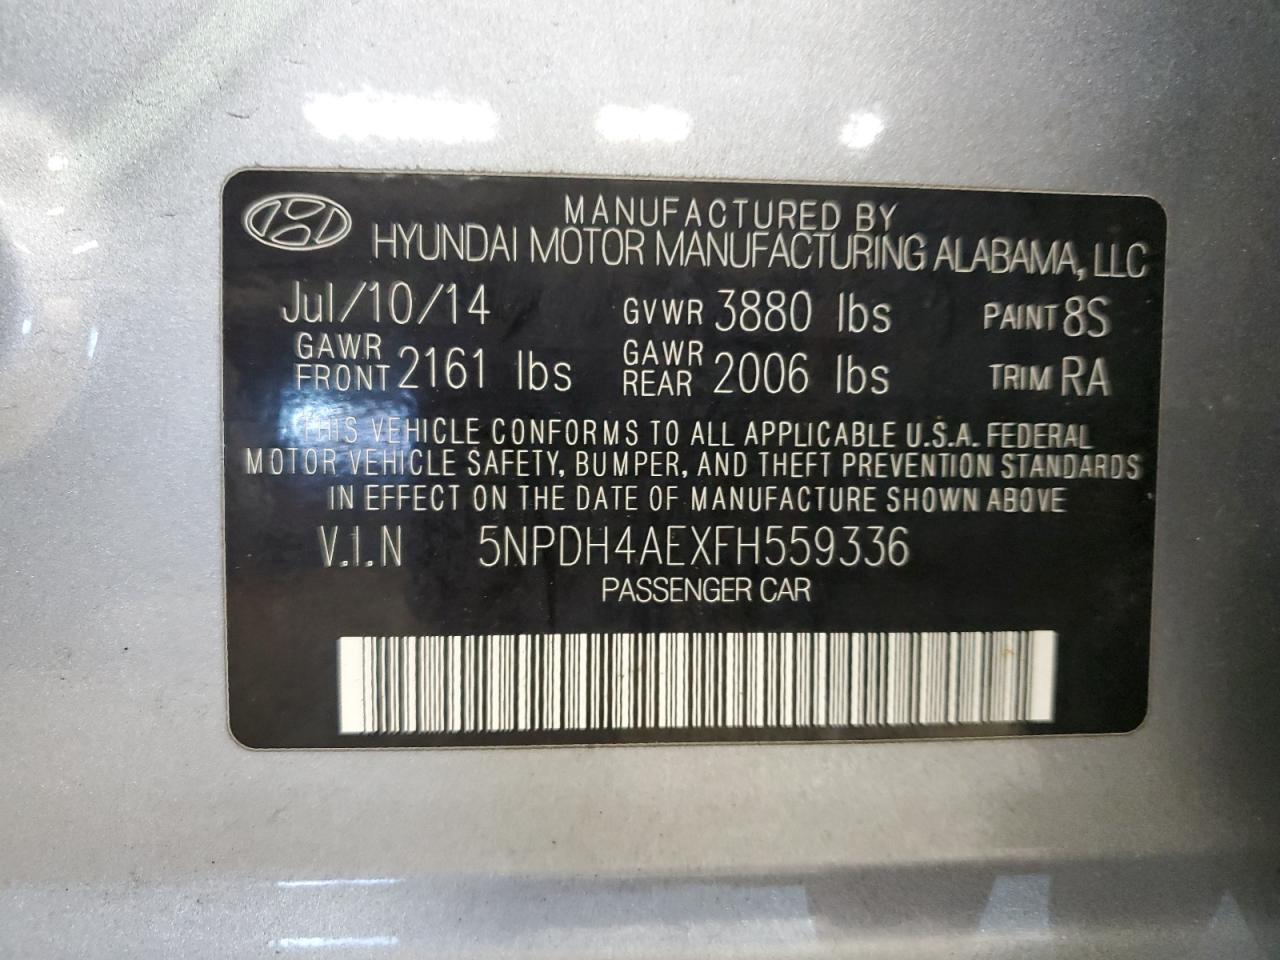 MANUFACTURED BY
HYUNDAI MOTOR MANUFACTURING ALABAMA, LLC
Jul/10/14 GVWR 3880 lbs PAINT 8S
GAWR FRONT 2161 lbs GAWR REAR 2006 lbs TRIM RA
THIS VEHICLE CONFORMS TO ALL APPLICABLE U.S.A. FEDERAL
MOTOR VEHICLE SAFETY, BUMPER, AND THEFT PREVENTION STANDARDS
IN EFFECT ON THE DATE OF MANUFACTURE SHOWN ABOVE
V.I.N 5NPDH4AEXFH559336
PASSENGER CAR